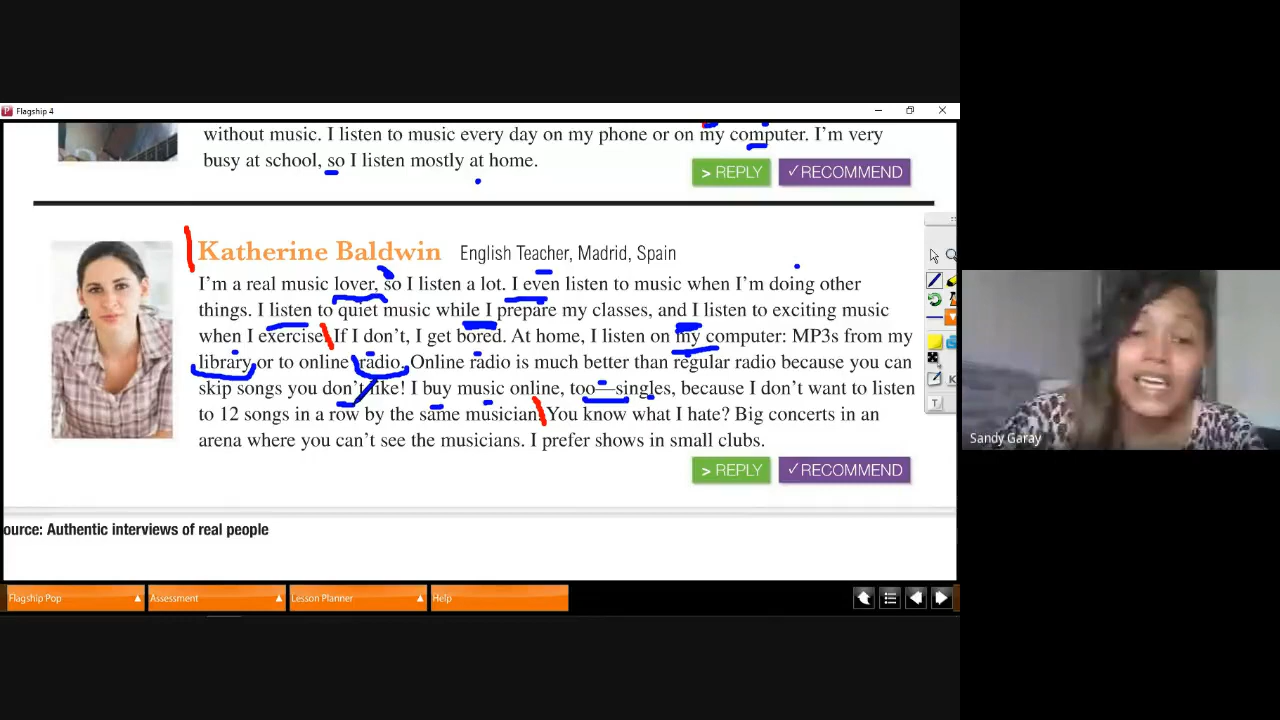 Flagship 4
without music. I listen to music every day on my phone or on my computer. I'm very
busy at school, so I listen mostly at home.
> REPLY
✓RECOMMEND
Katherine Baldwin English Teacher, Madrid, Spain
I'm a real music lover, so I listen a lot. I even listen to music when I'm doing other
things. I listen to quiet music while I prepare my classes, and I listen to exciting music
when I exercise. If I don't, I get bored. At home, I listen on my computer: MP3s from my
library or to online radio. Online radio is much better than regular radio because you can
skip songs you don't like! I buy music online, too—singles, because I don't want to listen
to 12 songs in a row by the same musician. You know what I hate? Big concerts in an
arena where you can't see the musicians. I prefer shows in small clubs.
> REPLY
✓RECOMMEND
ource: Authentic interviews of real people
Flagship Pop
Assessment
Lesson Planner
Help
Sandy Garay